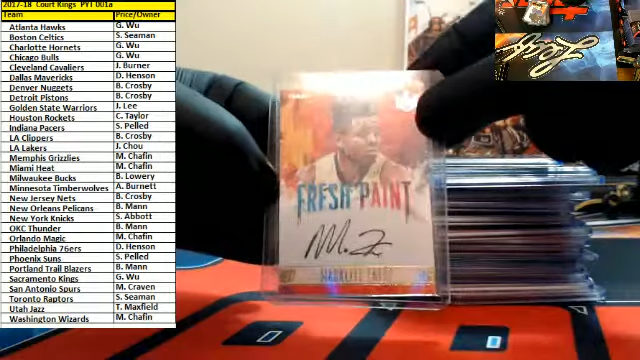 2017-18 Court Kings PYT 001a
Team Price/Owner
Atlanta Hawks G. Wu
Boston Celtics S. Seaman
Charlotte Hornets G. Wu
Chicago Bulls G. Wu
Cleveland Cavaliers J. Burner
Dallas Mavericks D. Henson
Denver Nuggets B. Crosby
Detroit Pistons B. Crosby
Golden State Warriors J. Lee
Houston Rockets C. Taylor
Indiana Pacers S. Pelled
LA Clippers B. Crosby
LA Lakers J. Chou
Memphis Grizzlies M. Chafin
Miami Heat M. Chafin
Milwaukee Bucks B. Lowery
Minnesota Timberwolves A. Burnett
New Jersey Nets B. Crosby
New Orleans Pelicans B. Mann
New York Knicks S. Abbott
OKC Thunder B. Mann
Orlando Magic M. Chafin
Philadelphia 76ers D. Henson
Phoenix Suns S. Pelled
Portland Trail Blazers B. Mann
Sacramento Kings G. Wu
San Antonio Spurs M. Craven
Toronto Raptors S. Seaman
Utah Jazz T. Maxfield
Washington Wizards M. Chafin
FRESH PAINT